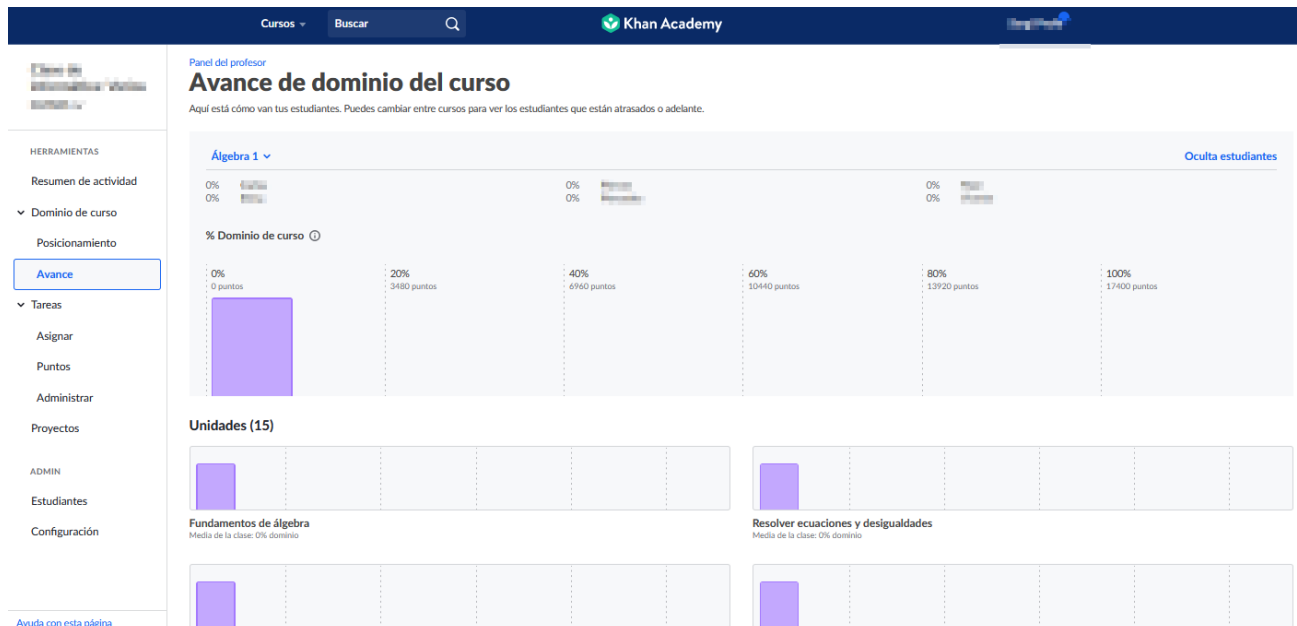 Cursos
Buscar
Khan Academy
Panel del profesor
Avance de dominio del curso
Aquí está cómo van tus estudiantes. Puedes cambiar entre cursos para ver los estudiantes que están atrasados o adelante.
HERRAMIENTAS
Resumen de actividad
Dominio de curso
Posicionamiento
Avance
Tareas
Asignar
Puntos
Administrar
Proyectos
ADMIN
Estudiantes
Configuración
Ayuda con esta página
Álgebra 1
Oculta estudiantes
0% 0% 0%
0% 0% 0%
% Dominio de curso
0% 20% 40% 60% 80% 100%
0 puntos 3480 puntos 6960 puntos 10440 puntos 13920 puntos 17400 puntos
Unidades (15)
Fundamentos de álgebra
Media de la clase: 0% dominio
Resolver ecuaciones y desigualdades
Media de la clase: 0% dominio